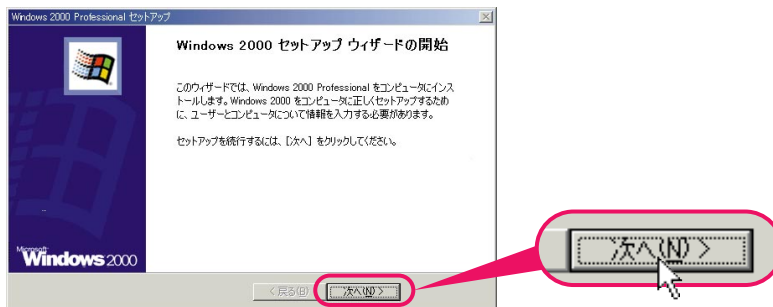 Windows 2000 Professional セットアップ
Windows 2000 セットアップ ウィザードの開始
このウィザードでは、Windows 2000 Professional をコンピュータにインス
トールします。Windows 2000 をコンピュータに正しくセットアップするため
に、ユーザーとコンピュータについて情報を入力する必要があります。
セットアップを続行するには、[次へ] をクリックしてください。
Microsoft
Windows 2000
< 戻る(B)
次へ(N) >
次へ(N) >